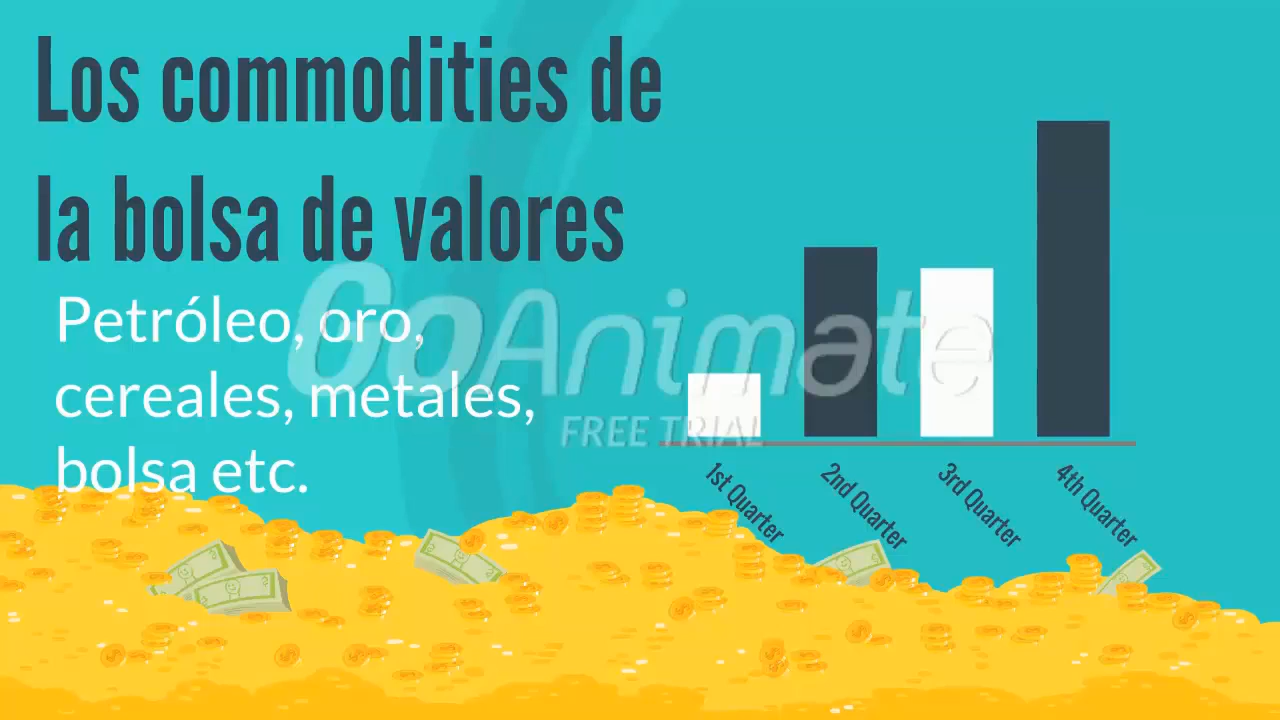 Los commodities de
la bolsa de valores
Petróleo, oro,
cereales, metales,
bolsa etc.
GoAnimate
FREE TRIAL
1st Quarter
2nd Quarter
3rd Quarter
4th Quarter